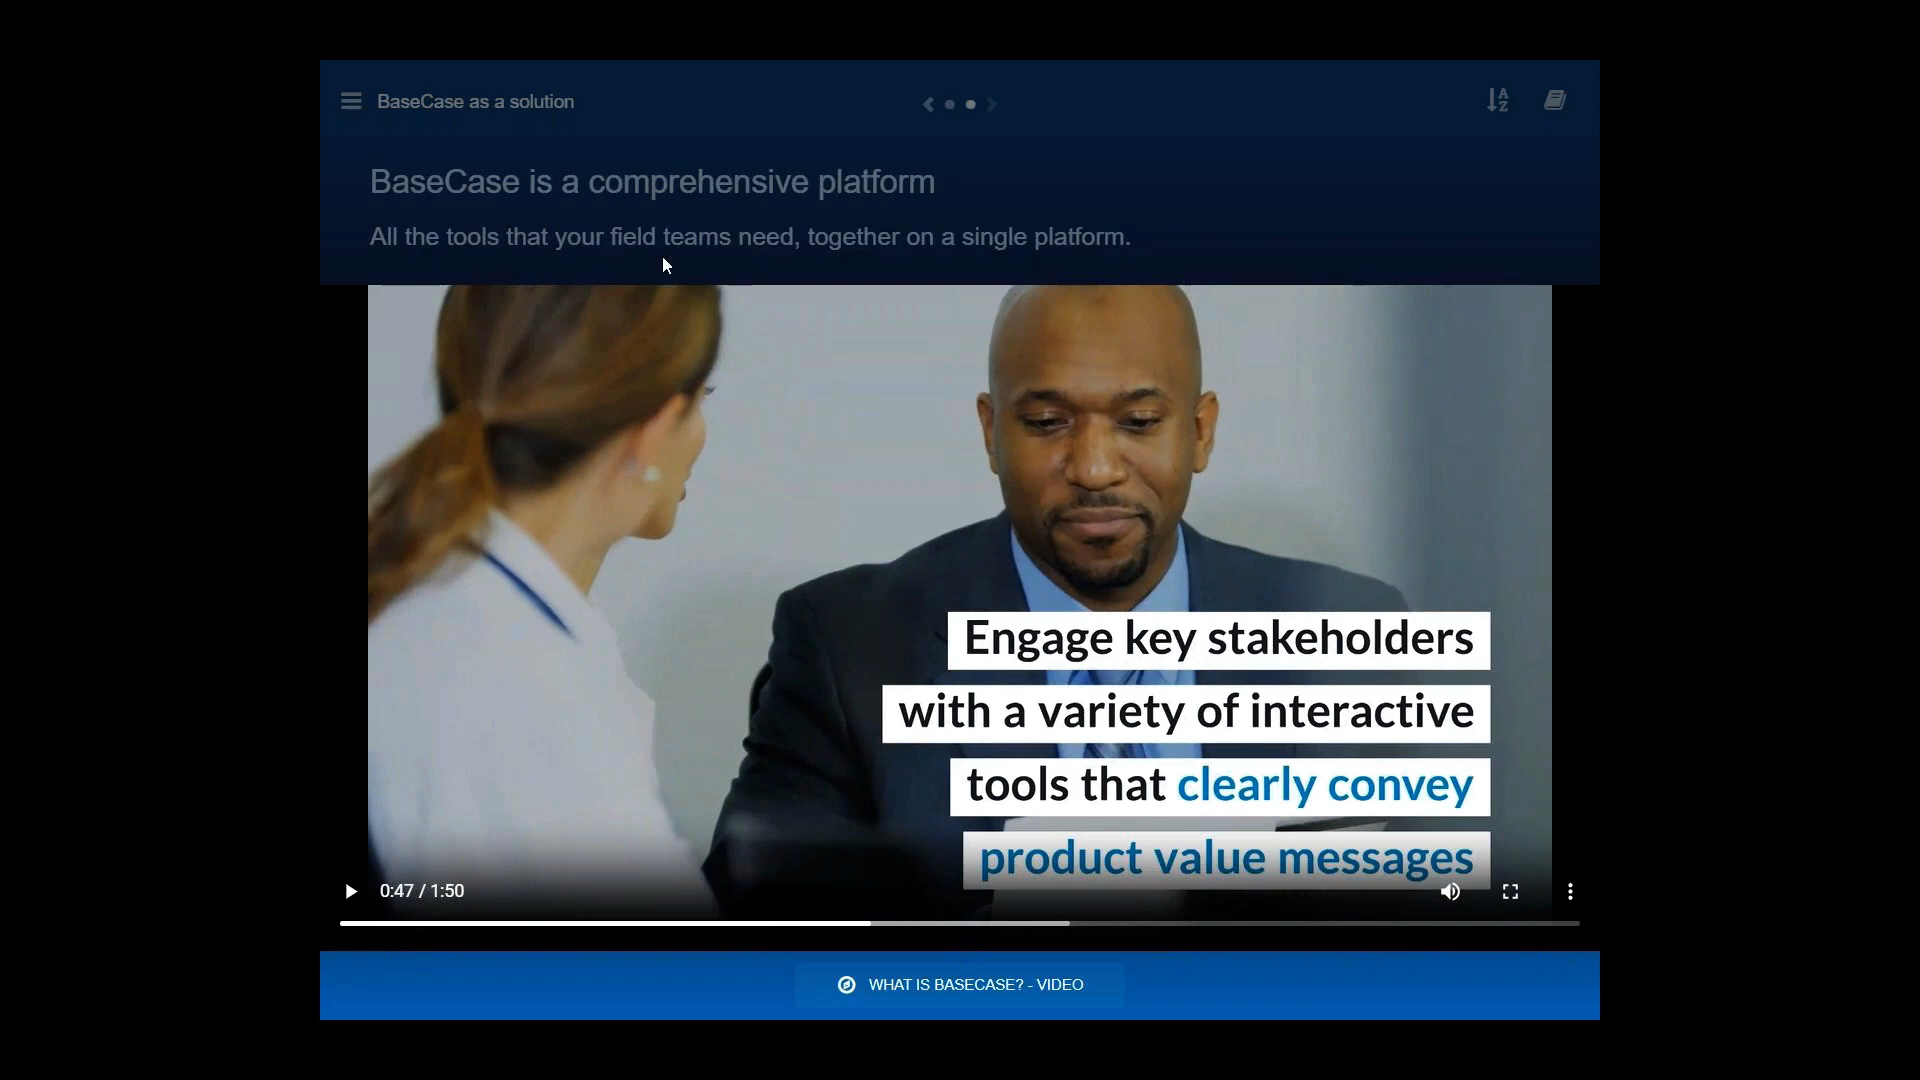 BaseCase as a solution
BaseCase is a comprehensive platform
All the tools that your field teams need, together on a single platform.
Engage key stakeholders
with a variety of interactive
tools that clearly convey
product value messages
0:47 / 1:50
WHAT IS BASECASE? - VIDEO